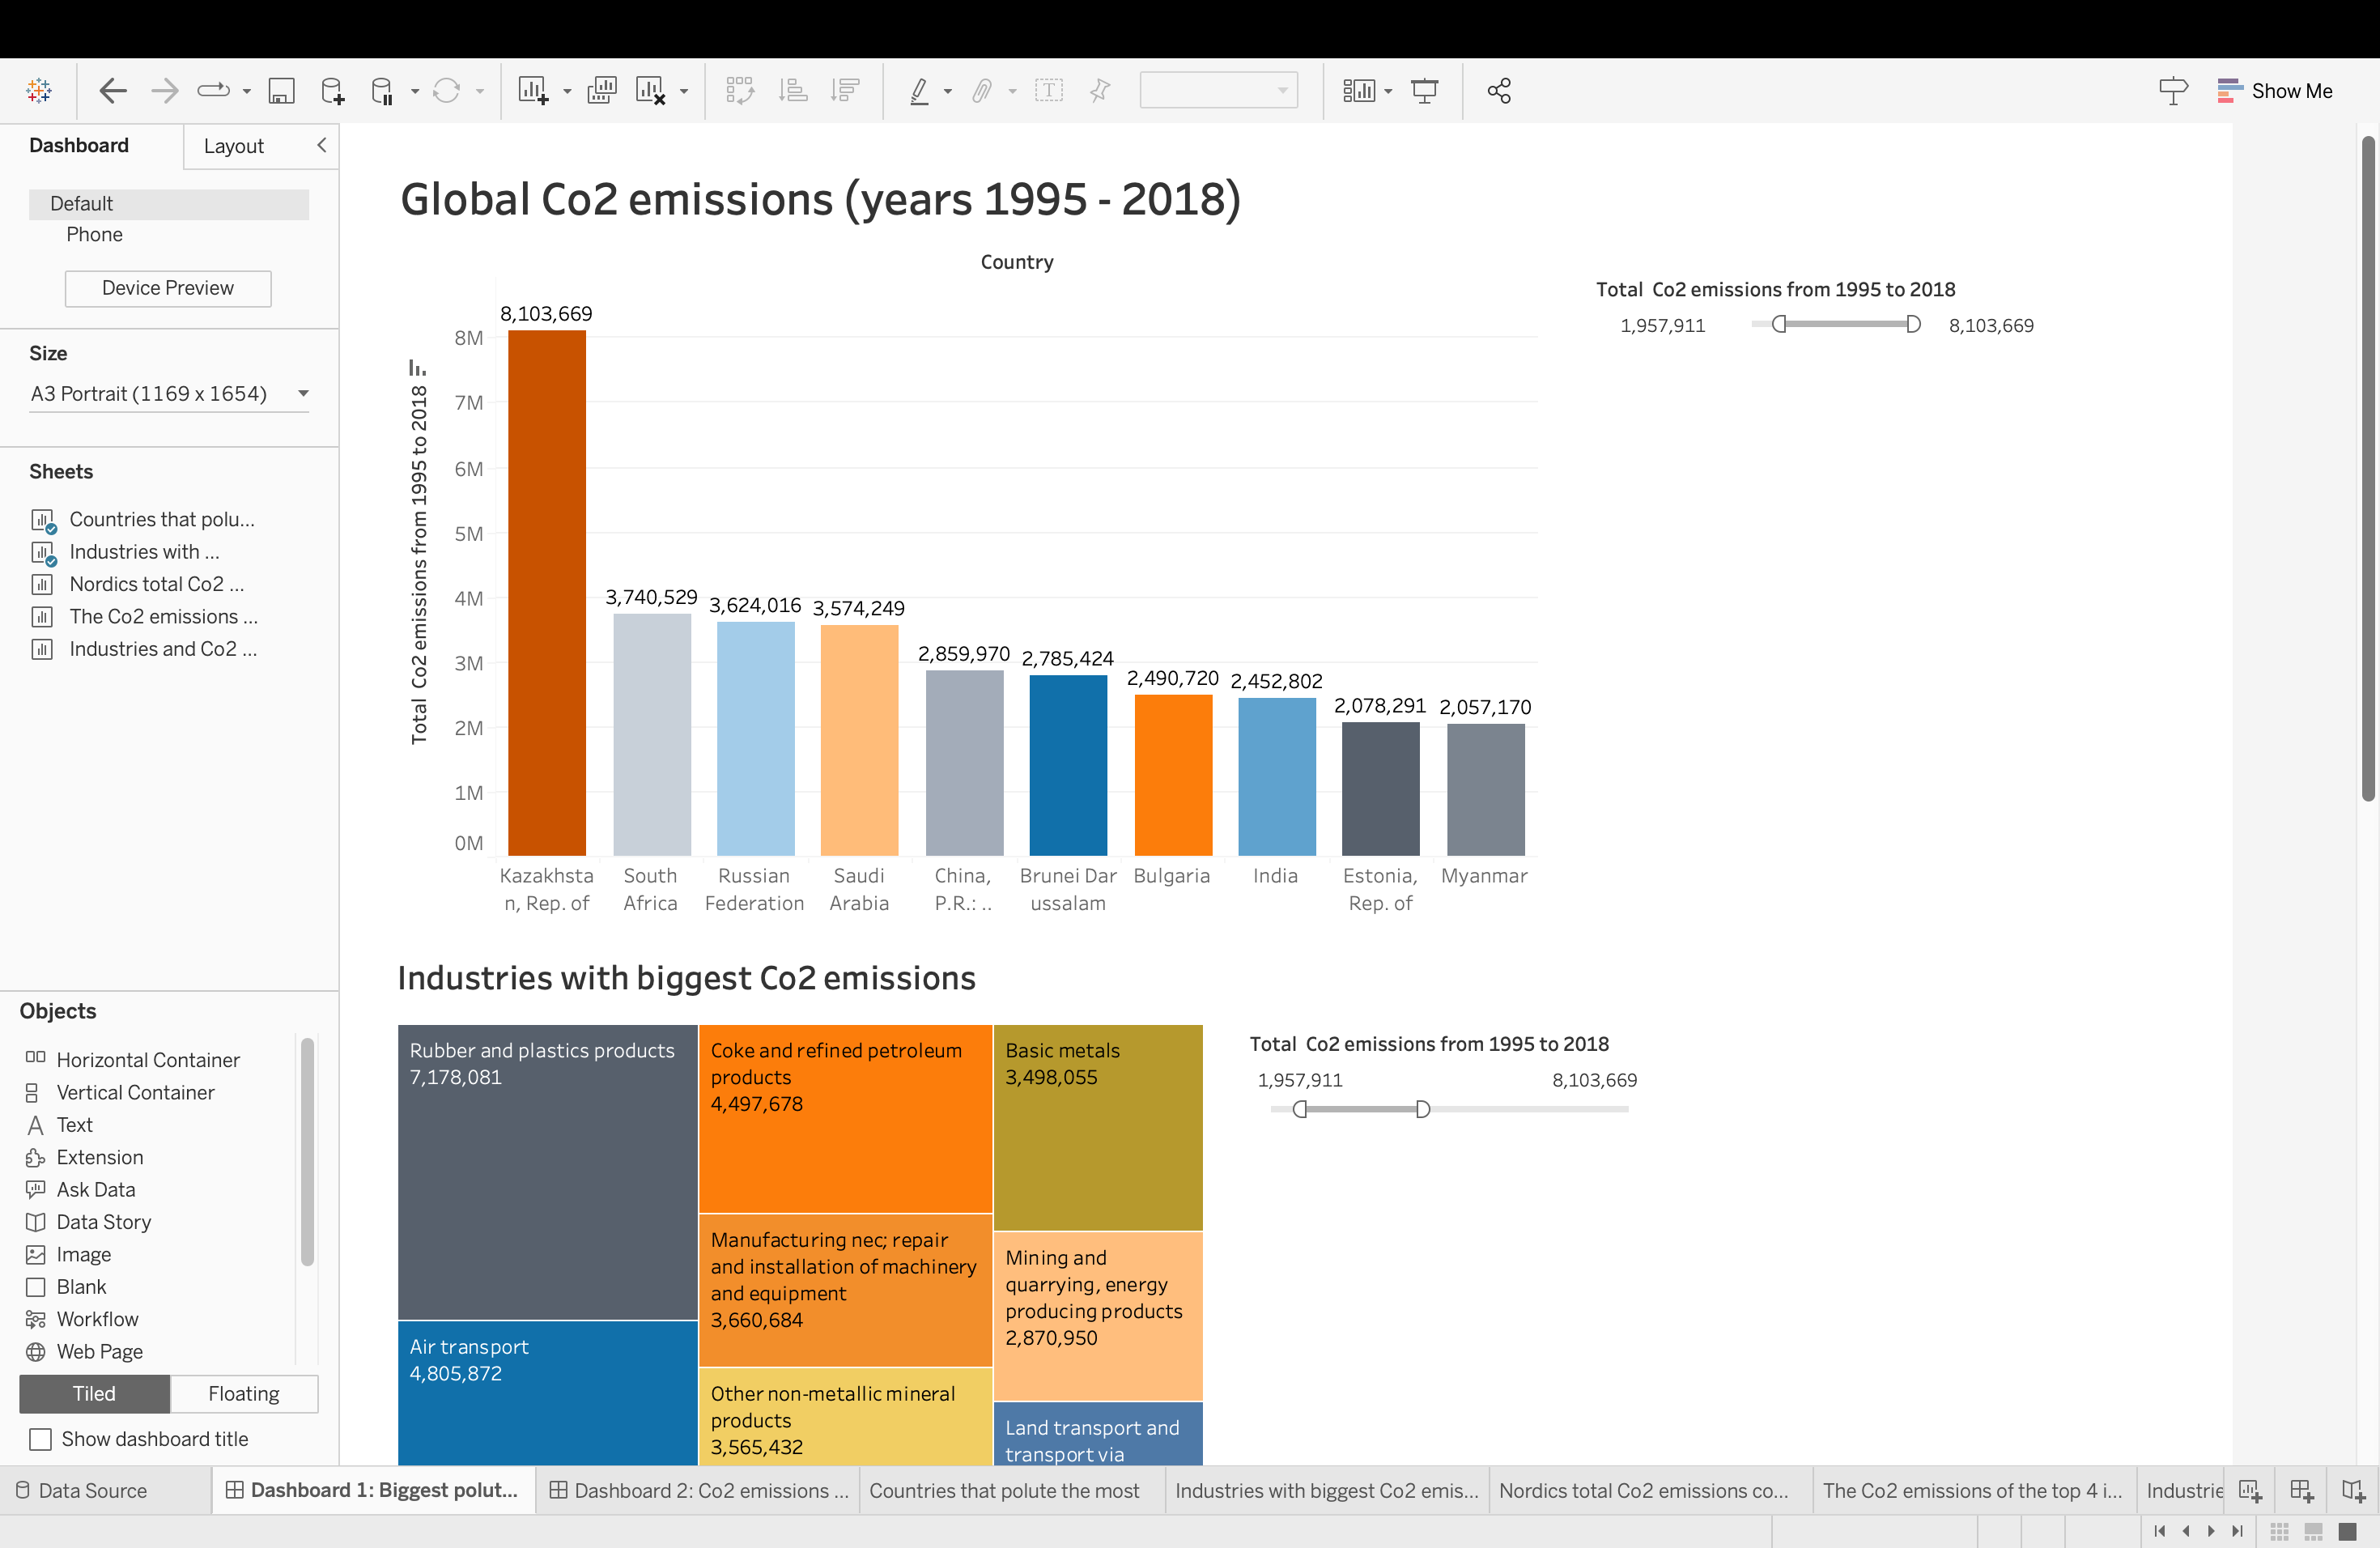 Show Me
Dashboard
Layout
Default
Phone
Device Preview
Size
A3 Portrait (1169 x 1654)
Sheets
Countries that polu...
Industries with ...
Nordics total Co2 ...
The Co2 emissions ...
Industries and Co2 ...
Objects
Horizontal Container
Vertical Container
Text
Extension
Ask Data
Data Story
Image
Blank
Workflow
Web Page
Tiled
Floating
Show dashboard title
Global Co2 emissions (years 1995 - 2018)
Country
Total  Co2 emissions from 1995 to 2018
8M
7M
6M
5M
4M
3M
2M
1M
0M
8,103,669
3,740,529
3,624,016
3,574,249
2,859,970
2,785,424
2,490,720
2,452,802
2,078,291
2,057,170
Kazakhsta
n, Rep. of
South
Africa
Russian
Federation
Saudi
Arabia
China,
P.R.: ..
Brunei Dar
ussalam
Bulgaria
India
Estonia,
Rep. of
Myanmar
Total  Co2 emissions from 1995 to 2018
1,957,911
8,103,669
Industries with biggest Co2 emissions
Rubber and plastics products
7,178,081
Air transport
4,805,872
Coke and refined petroleum
products
4,497,678
Manufacturing nec; repair
and installation of machinery
and equipment
3,660,684
Other non-metallic mineral
products
3,565,432
Basic metals
3,498,055
Mining and
quarrying, energy
producing products
2,870,950
Land transport and
transport via
Total  Co2 emissions from 1995 to 2018
1,957,911
8,103,669
Data Source
Dashboard 1: Biggest polut...
Dashboard 2: Co2 emissions ...
Countries that polute the most
Industries with biggest Co2 emis...
Nordics total Co2 emissions co...
The Co2 emissions of the top 4 i...
Industrie